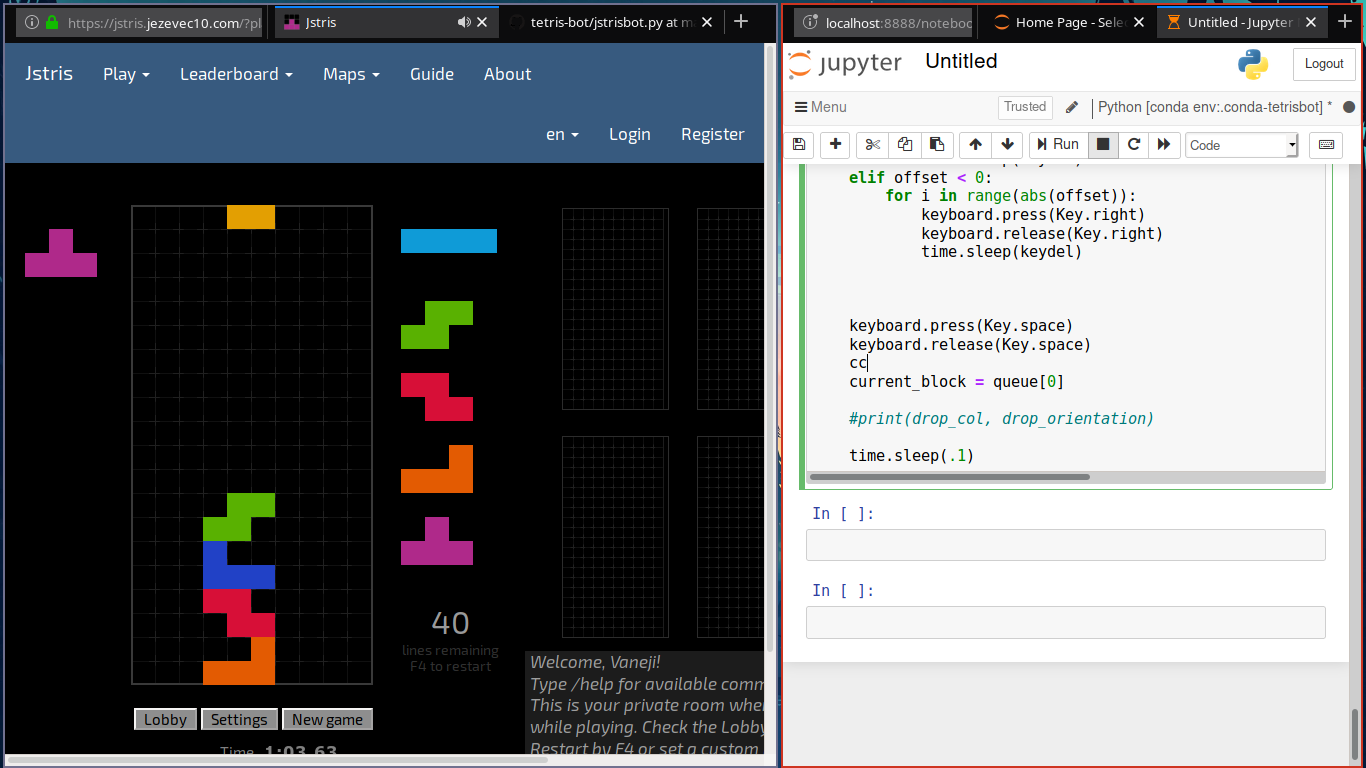 https://jstris.jezevec10.com/?pl
Jstris
tetris-bot/jstrisbot.py at ma
Jstris
Play
Leaderboard
Maps
Guide
About
en
Login
Register
40
lines remaining
F4 to restart
Welcome, Vaneji!
Type /help for available comm
This is your private room whe
while playing. Check the Lobby
Restart by F4 or set a custom
Lobby
Settings
New game
Time 1:03.63
localhost:8888/noteboo
Home Page - Selec
Untitled - Jupyter
jupyter
Untitled
Logout
Menu
Trusted
Python [conda env:.conda-tetrisbot] *
Run
Code
elif offset < 0:
for i in range(abs(offset)):
keyboard.press(Key.right)
keyboard.release(Key.right)
time.sleep(keydel)
keyboard.press(Key.space)
keyboard.release(Key.space)
cc
current_block = queue[0]
#print(drop_col, drop_orientation)
time.sleep(.1)
In [ ]:
In [ ]: